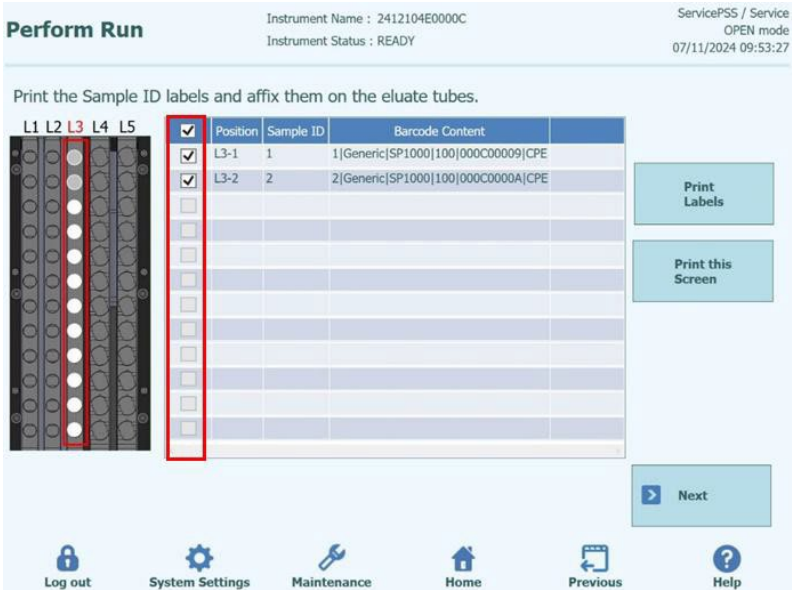 Perform Run
Instrument Name : 2412104E0000C
Instrument Status : READY
ServicePSS / Service
OPEN mode
07/11/2024 09:53:27
Print the Sample ID labels and affix them on the eluate tubes.
L1 L2 L3 L4 L5
Position Sample ID Barcode Content
L3-1 1 1|Generic|SP1000|100|000C00009|CPE
L3-2 2 2|Generic|SP1000|100|000C0000A|CPE
Print
Labels
Print this
Screen
Next
Log out System Settings Maintenance Home Previous Help